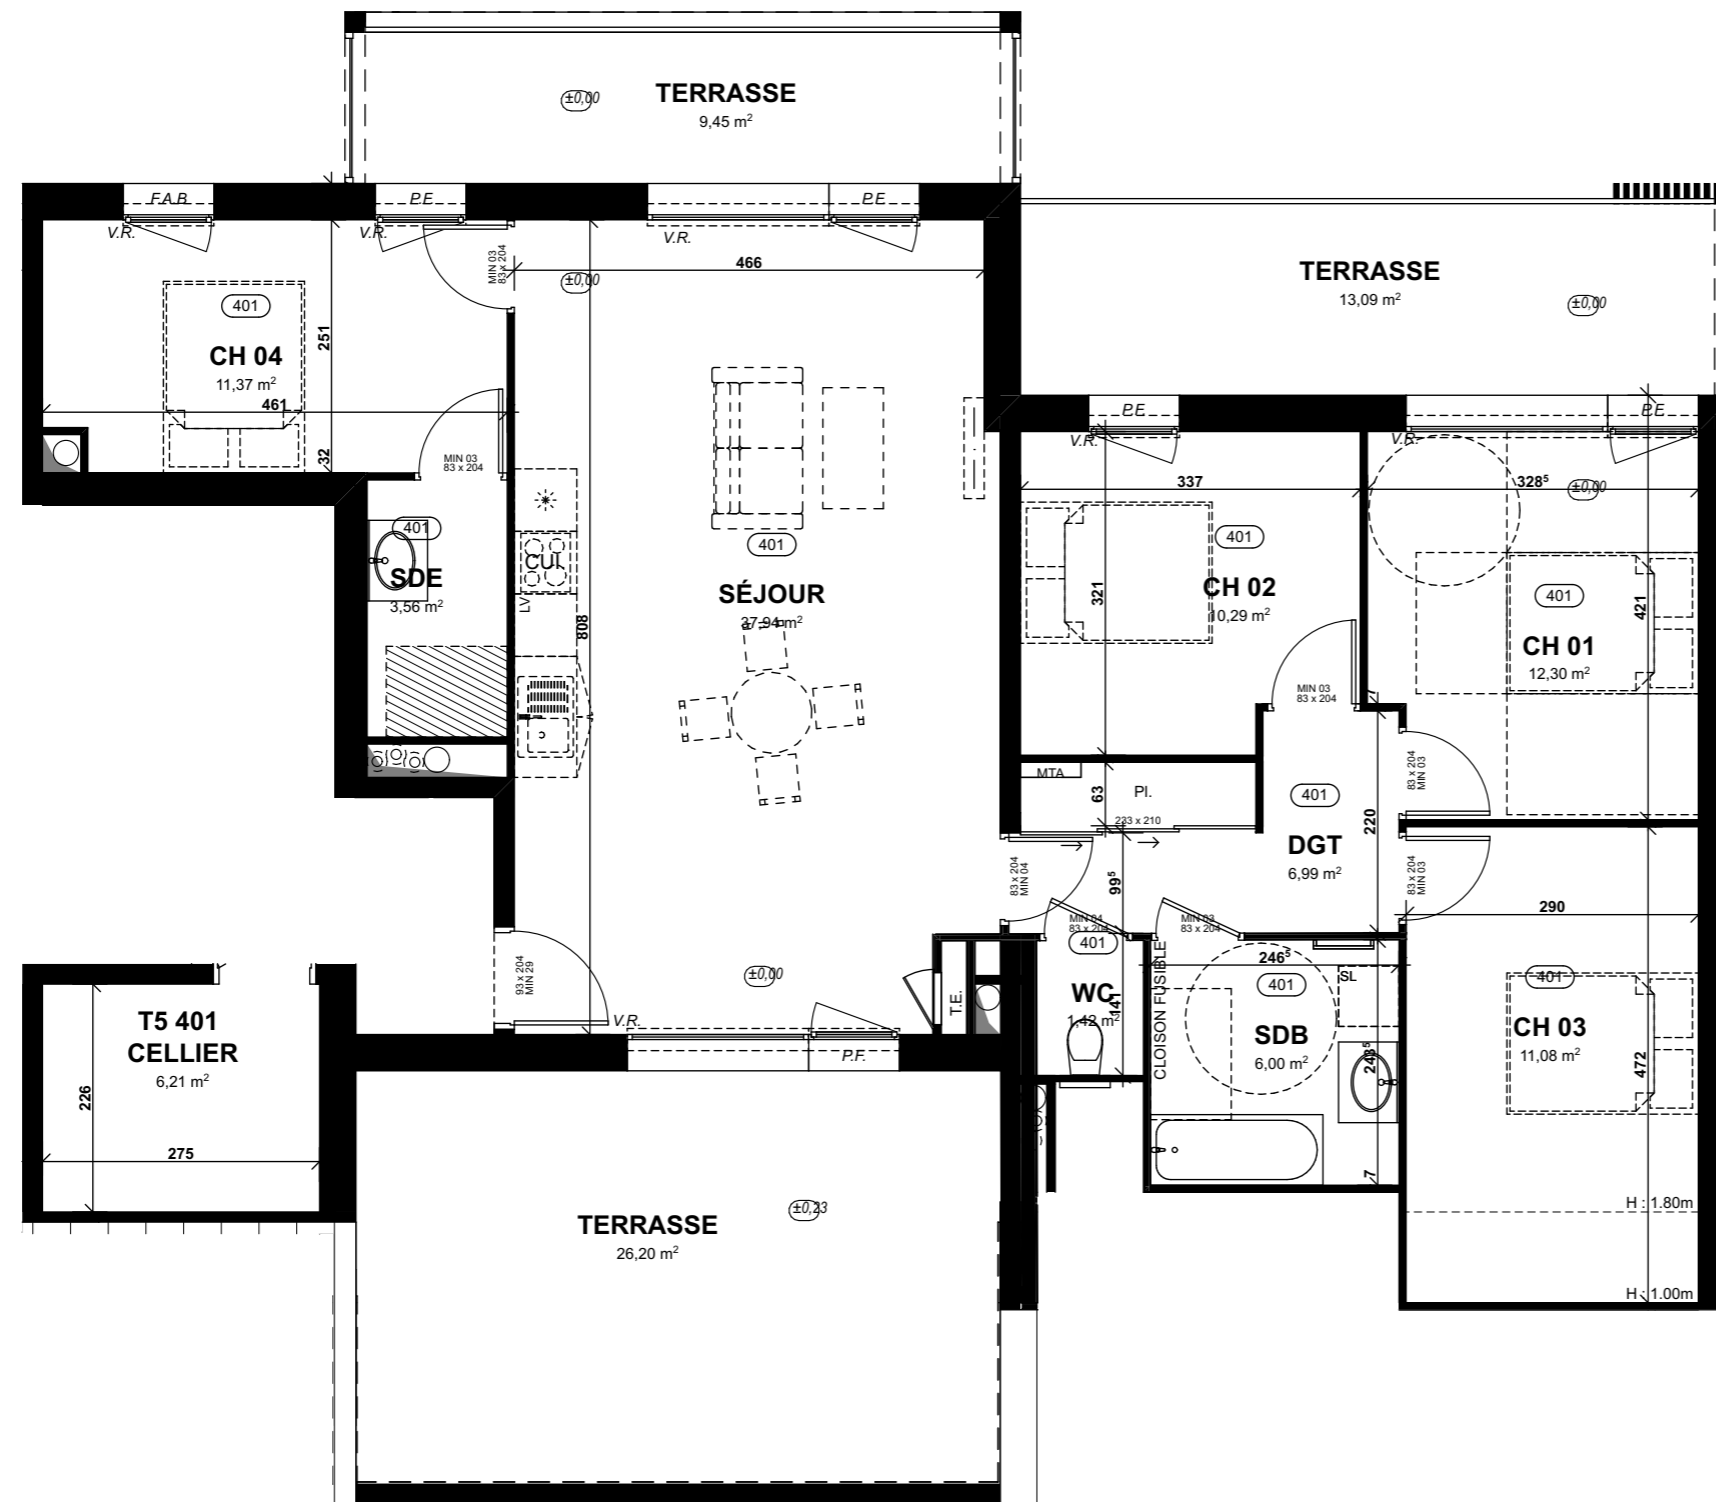 TERRASSE
9,45 m²
±0,00
F.A.B
P.F
P.F
V.R.
V.R.
V.R.
MIN 03
83 x 204
466
±0,00
TERRASSE
13,09 m²
±0,00
401
CH 04
11,37 m²
251
461
32
MIN 03
83 x 204
P.F
P.F
V.R.
V.R.
337
328⁵
±0,00
401
SDE
3,56 m²
CUI
LV
808
401
SÉJOUR
37,94 m²
401
CH 02
10,29 m²
321
401
CH 01
12,30 m²
421
MIN 03
83 x 204
7
MTA
Pl.
63
233 x 210
401
DGT
6,99 m²
220
83 x 204
MIN 03
83 x 204
MIN 04
99⁵
83 x 204
MIN 03
MIN 04
83 x 204
MIN 03
83 x 204
290
401
WC
1,42 m²
141
CLOISON FUSIBLE
246⁵
401
SL
SDB
6,00 m²
243⁵
7
401
CH 03
11,08 m²
472
H : 1.80m
H : 1.00m
93 x 204
MIN 29
±0,00
V.R.
P.F.
T.E.
T5 401
CELLIER
6,21 m²
226
275
TERRASSE
26,20 m²
±0,23